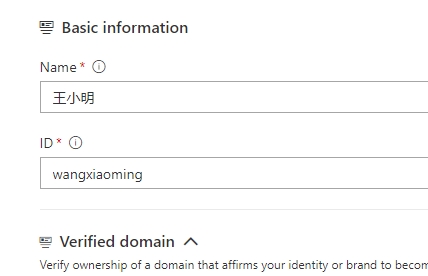 Basic information
Name *
王小明
ID *
wangxiaoming
Verified domain
Verify ownership of a domain that affirms your identity or brand to becom